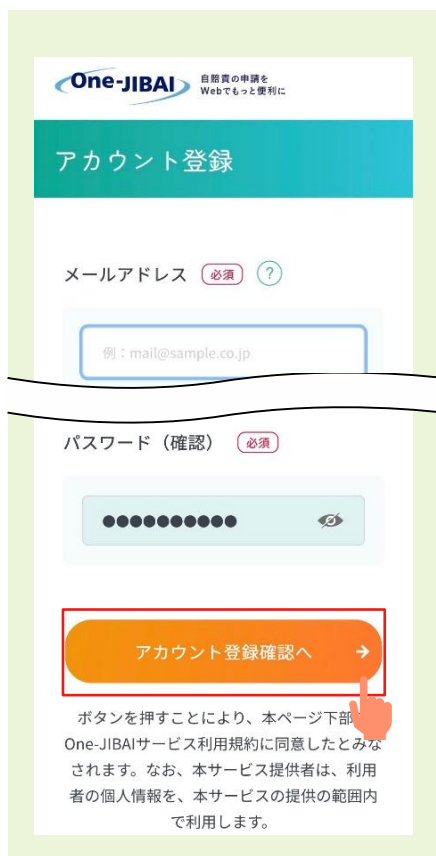 One-JIBAI
自賠責の申請を
Webでもっと便利に
アカウント登録
メールアドレス 必須 ?
例：mail@sample.co.jp
パスワード（確認） 必須
●●●●●●●●●●
アカウント登録確認へ →
ボタンを押すことにより、本ページ下部
One-JIBAIサービス利用規約に同意したとみな
されます。なお、本サービス提供者は、利用
者の個人情報を、本サービスの提供の範囲内
で利用します。